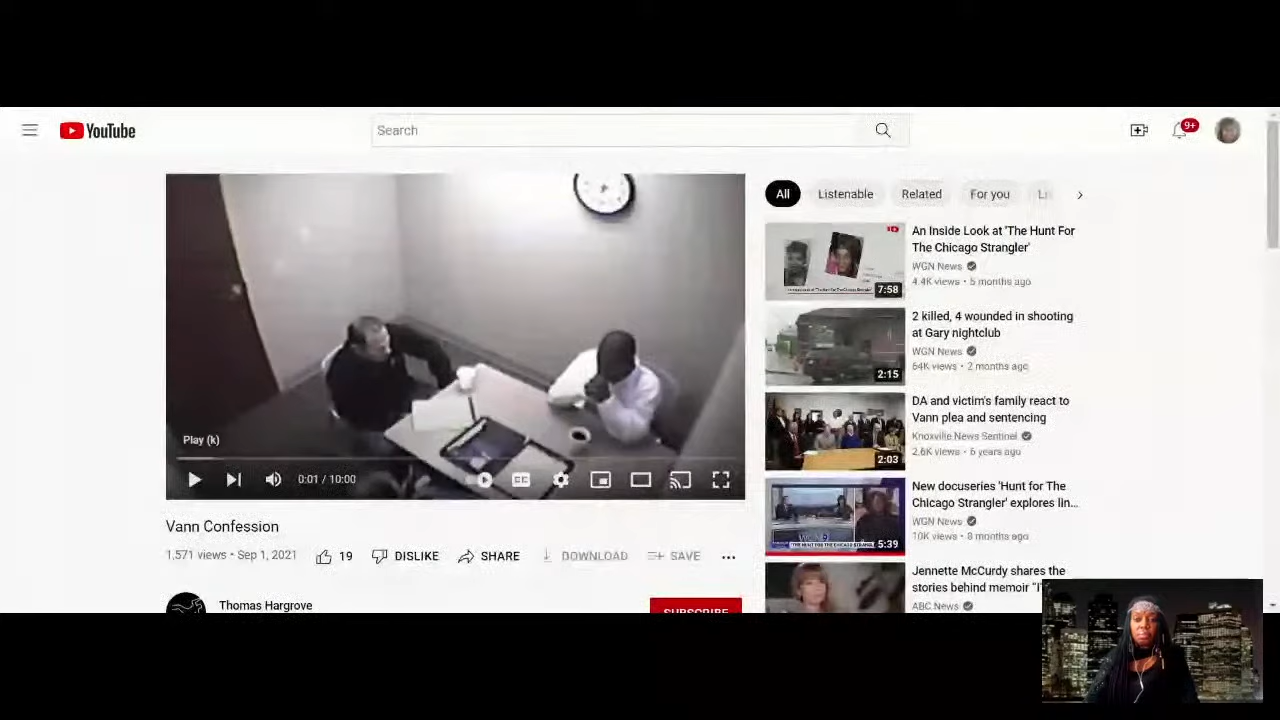 YouTube
Search
9+
All
Listenable
Related
For you
Play (k)
0:01 / 10:00
CC
Vann Confession
1,571 views • Sep 1, 2021
19
DISLIKE
SHARE
DOWNLOAD
SAVE
Thomas Hargrove
SUBSCRIBE
An Inside Look at 'The Hunt For
The Chicago Strangler'
WGN News
4.4K views • 5 months ago
7:58
2 killed, 4 wounded in shooting
at Gary nightclub
WGN News
64K views • 2 months ago
2:15
DA and victim's family react to
Vann plea and sentencing
Knoxville News Sentinel
2.6K views • 6 years ago
2:03
New docuseries 'Hunt for The
Chicago Strangler' explores lin...
WGN News
10K views • 8 months ago
5:39
Jennette McCurdy shares the
stories behind memoir
ABC News